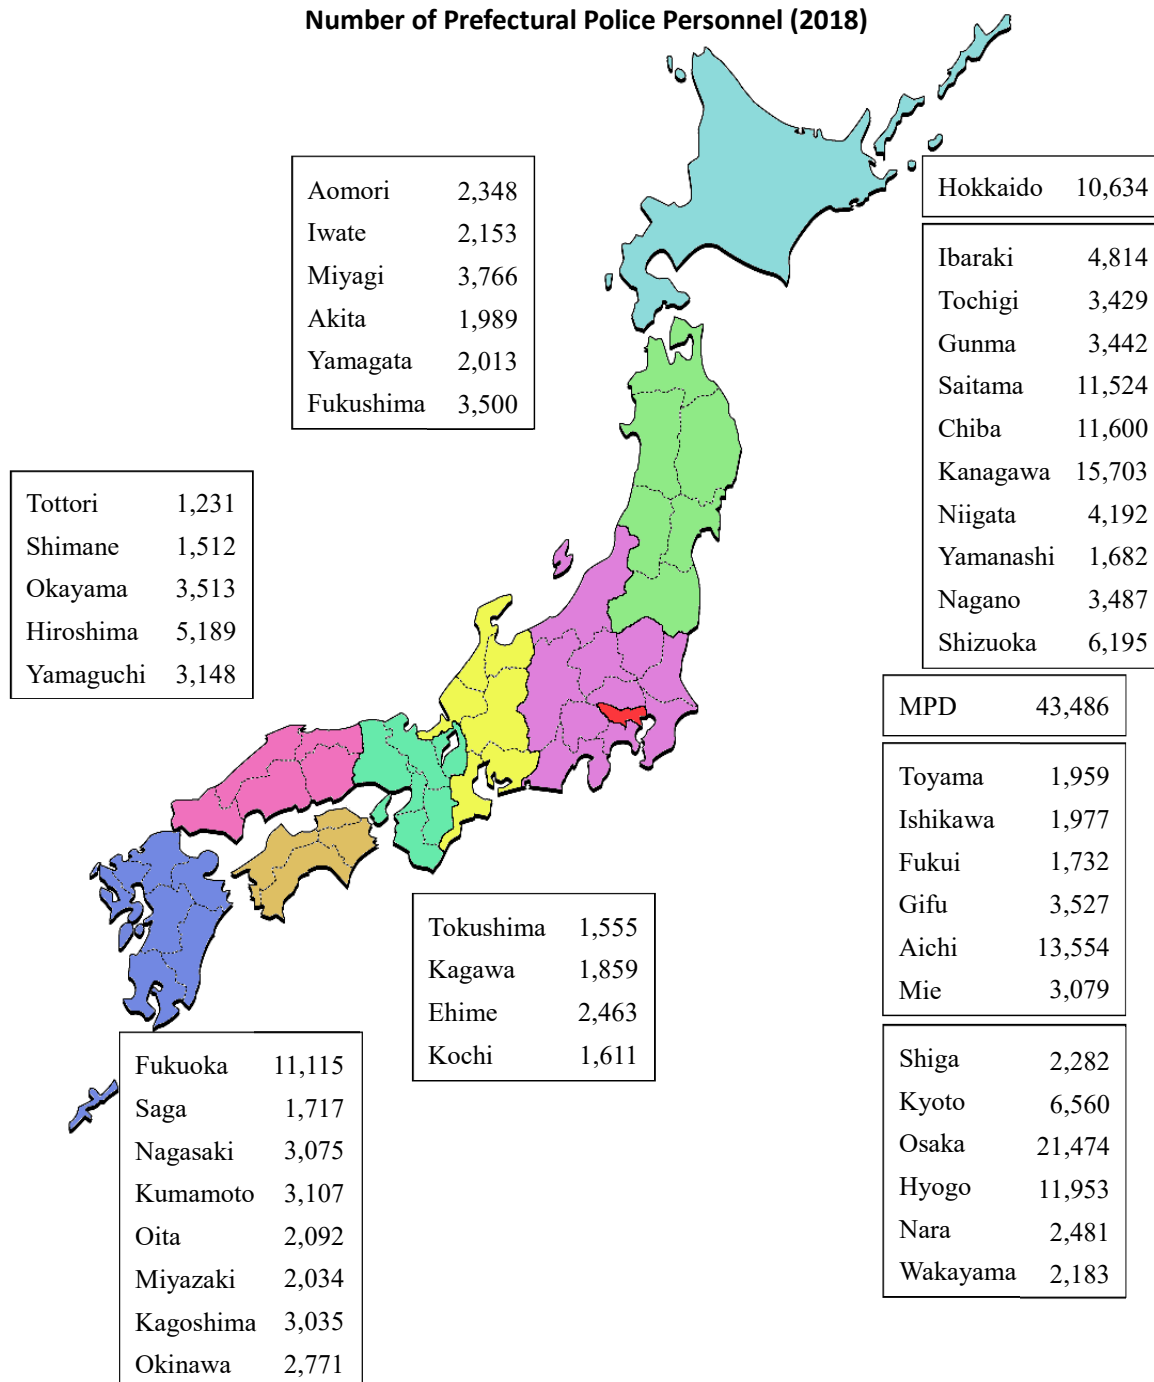 Number of Prefectural Police Personnel (2018)
Hokkaido 10,634
Aomori 2,348
Iwate 2,153
Miyagi 3,766
Akita 1,989
Yamagata 2,013
Fukushima 3,500
Ibaraki 4,814
Tochigi 3,429
Gunma 3,442
Saitama 11,524
Chiba 11,600
Kanagawa 15,703
Niigata 4,192
Yamanashi 1,682
Nagano 3,487
Shizuoka 6,195
Tottori 1,231
Shimane 1,512
Okayama 3,513
Hiroshima 5,189
Yamaguchi 3,148
MPD 43,486
Toyama 1,959
Ishikawa 1,977
Fukui 1,732
Gifu 3,527
Aichi 13,554
Mie 3,079
Tokushima 1,555
Kagawa 1,859
Ehime 2,463
Kochi 1,611
Shiga 2,282
Kyoto 6,560
Osaka 21,474
Hyogo 11,953
Nara 2,481
Wakayama 2,183
Fukuoka 11,115
Saga 1,717
Nagasaki 3,075
Kumamoto 3,107
Oita 2,092
Miyazaki 2,034
Kagoshima 3,035
Okinawa 2,771